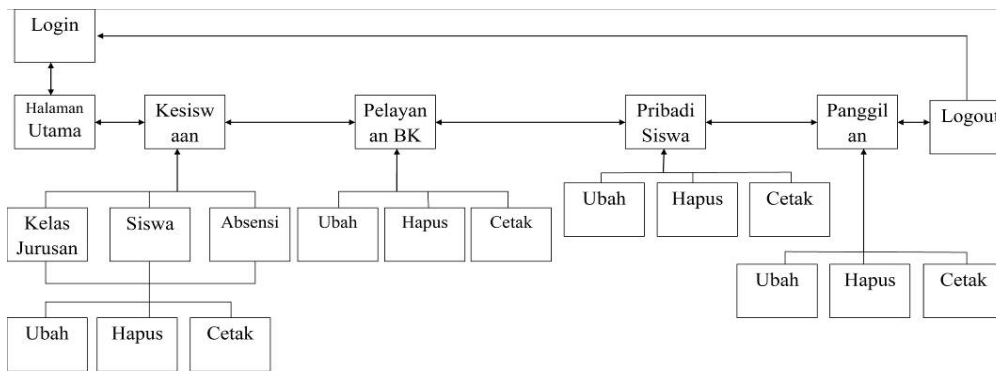 Login
Halaman
Utama
Kesisw
aan
Pelayan
an BK
Pribadi
Siswa
Panggil
an
Logout
Kelas
Jurusan
Siswa
Absensi
Ubah
Hapus
Cetak
Ubah
Hapus
Cetak
Ubah
Hapus
Cetak
Ubah
Hapus
Cetak